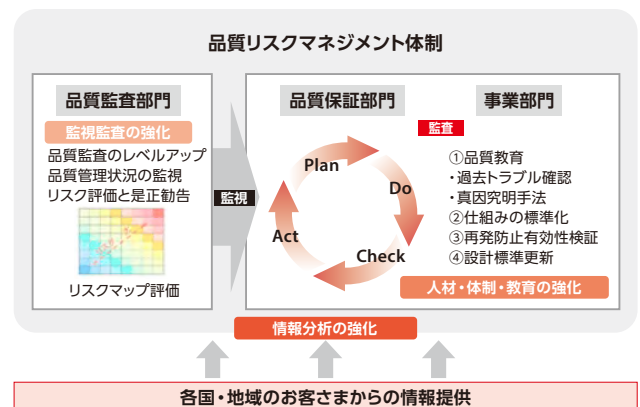 品質リスクマネジメント体制
品質監査部門
監視監査の強化
品質監査のレベルアップ
品質管理状況の監視
リスク評価と是正勧告
リスクマップ評価
監視
品質保証部門
事業部門
監査
Plan
Do
Check
Act
①品質教育
・過去トラブル確認
・真因究明手法
②仕組みの標準化
③再発防止有効性検証
④設計標準更新
人材・体制・教育の強化
情報分析の強化
各国・地域のお客さまからの情報提供